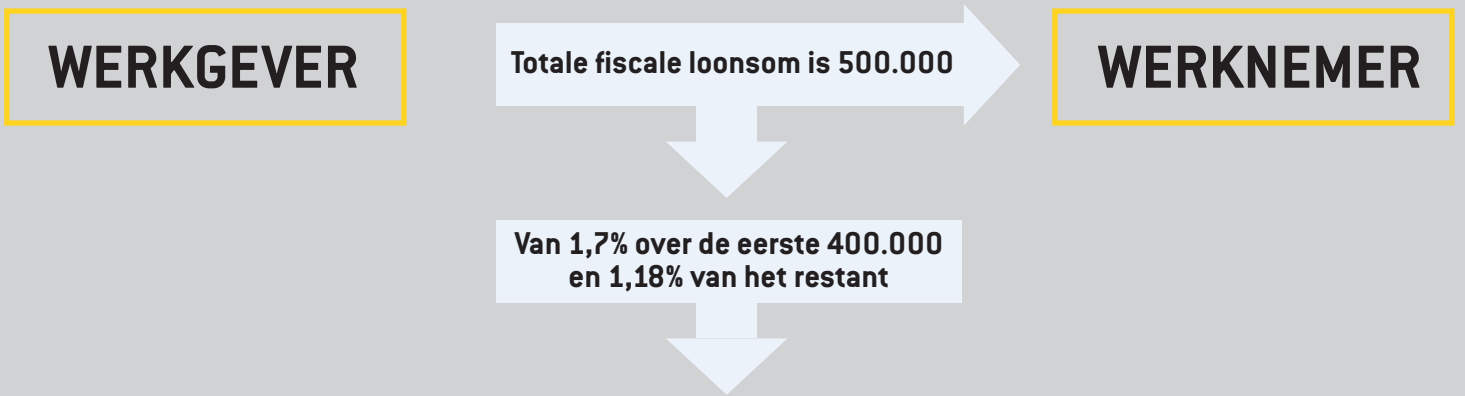 WERKGEVER
Totale fiscale loonsom is 500.000
WERKNEMER
Van 1,7% over de eerste 400.000
en 1,18% van het restant